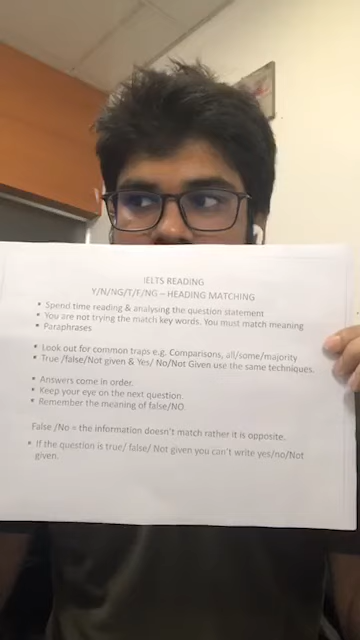 IELTS READING
Y/N/NG/T/F/NG – HEADING MATCHING
• Spend time reading & analysing the question statement
• You are not trying the match key words. You must match meaning
• Paraphrases
• Look out for common traps e.g. Comparisons, all/some/majority
• True /false/Not given & Yes/ No/Not Given use the same techniques.
• Answers come in order.
• Keep your eye on the next question.
• Remember the meaning of false/NO.
False /No = the information doesn't match rather it is opposite.
• If the question is true/ false/ Not given you can't write yes/no/Not
given.